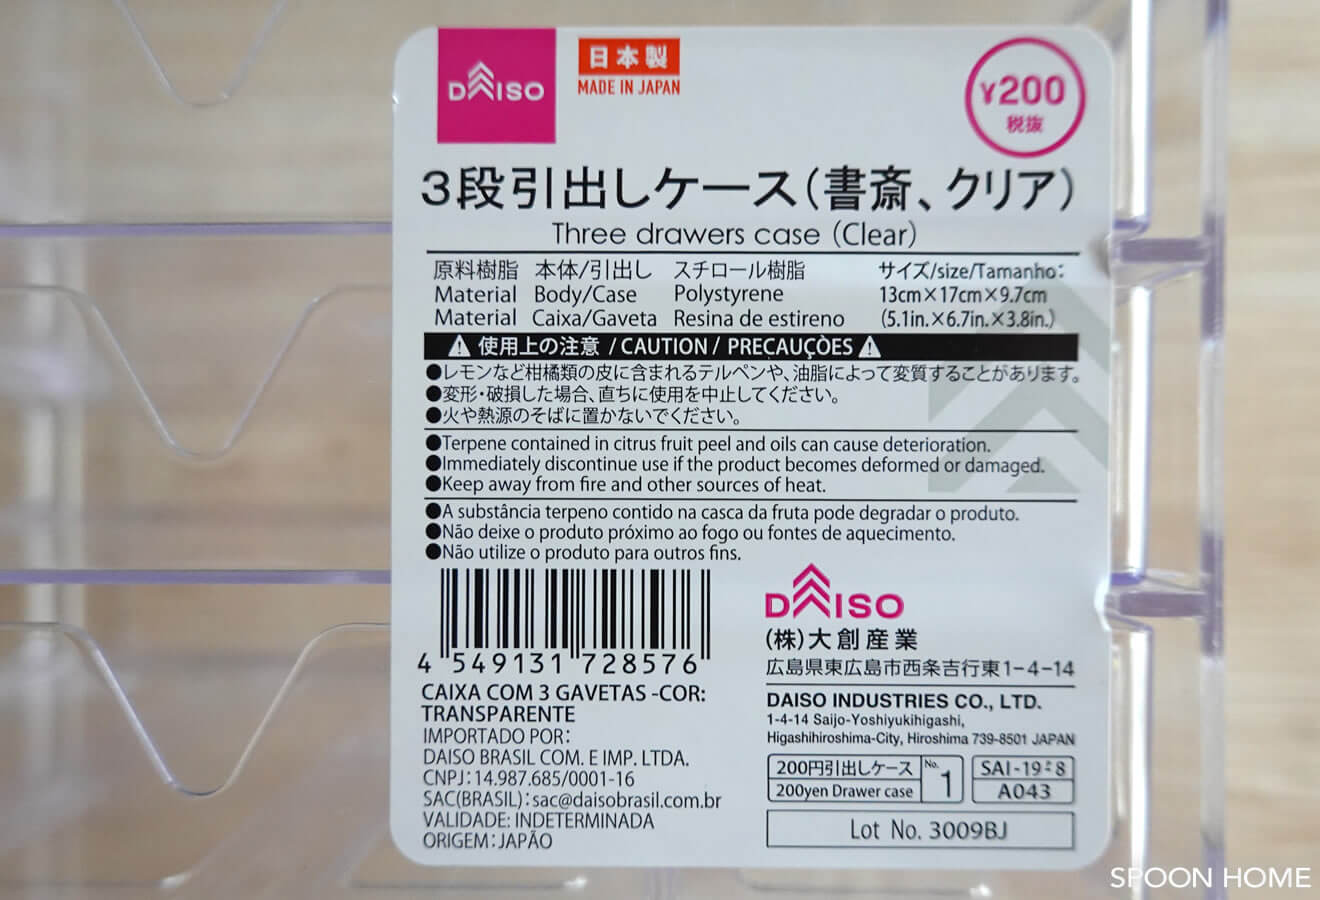 DAISO
日本製
MADE IN JAPAN
¥200
税抜
3段引出しケース(書斎、クリア)
Three drawers case (Clear)
原料樹脂 本体/引出し スチロール樹脂 サイズ/size/Tamanho:
Material Body/Case Polystyrene 13cm×17cm×9.7cm
Material Caixa/Gaveta Resina de estireno (5.1in.×6.7in.×3.8in.)
使用上の注意 / CAUTION / PRECAUÇÒES
●レモンなど柑橘類の皮に含まれるテルペンや、油脂によって変質することがあります。
●変形・破損した場合、直ちに使用を中止してください。
●火や熱源のそばに置かないでください。
●Terpene contained in citrus fruit peel and oils can cause deterioration.
●Immediately discontinue use if the product becomes deformed or damaged.
●Keep away from fire and other sources of heat.
●A substância terpeno contido na casca da fruta pode degradar o produto.
●Não deixe o produto próximo ao fogo ou fontes de aquecimento.
●Não utilize o produto para outros fins.
4 549131 728576
CAIXA COM 3 GAVETAS -COR:
TRANSPARENTE
IMPORTADO POR:
DAISO BRASIL COM. E IMP. LTDA.
CNPJ:14.987.685/0001-16
SAC(BRASIL):sac@daisobrasil.com.br
VALIDADE: INDETERMINADA
ORIGEM:JAPÃO
DAISO
(株)大創産業
広島県東広島市西条吉行東1-4-14
DAISO INDUSTRIES CO., LTD.
1-4-14 Saijo-Yoshiyukihigashi,
Higashihiroshima-City, Hiroshima 739-8501 JAPAN
200円引出しケース No. 1
200yen Drawer case
SAI-19 8
A043
Lot No. 3009BJ
SPOON HOME